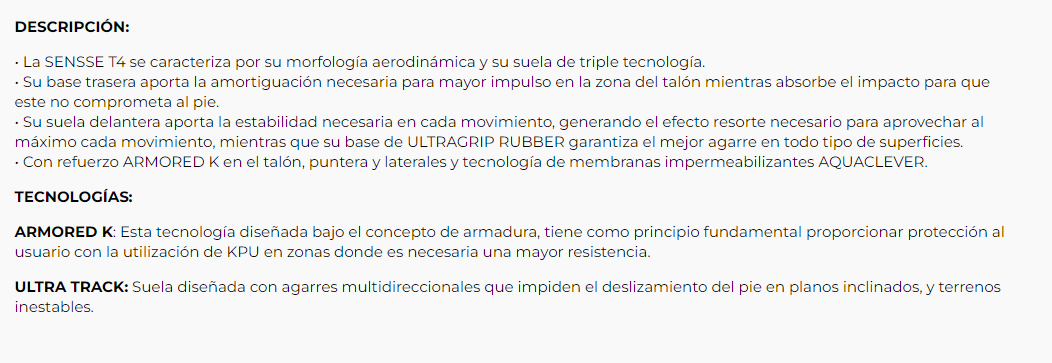 DESCRIPCIÓN:
• La SENSSE T4 se caracteriza por su morfología aerodinámica y su suela de triple tecnología.
• Su base trasera aporta la amortiguación necesaria para mayor impulso en la zona del talón mientras absorbe el impacto para que
este no comprometa al pie.
• Su suela delantera aporta la estabilidad necesaria en cada movimiento, generando el efecto resorte necesario para aprovechar al
máximo cada movimiento, mientras que su base de ULTRAGRIP RUBBER garantiza el mejor agarre en todo tipo de superficies.
• Con refuerzo ARMORED K en el talón, puntera y laterales y tecnología de membranas impermeabilizantes AQUACLEVER.
TECNOLOGÍAS:
ARMORED K: Esta tecnología diseñada bajo el concepto de armadura, tiene como principio fundamental proporcionar protección al
usuario con la utilización de KPU en zonas donde es necesaria una mayor resistencia.
ULTRA TRACK: Suela diseñada con agarres multidireccionales que impiden el deslizamiento del pie en planos inclinados, y terrenos
inestables.